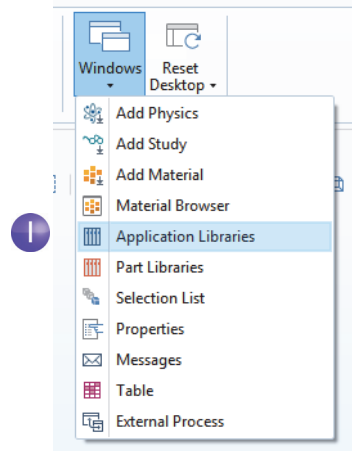 Windows
Reset
Desktop
Add Physics
Add Study
Add Material
Material Browser
1
Application Libraries
Part Libraries
Selection List
Properties
Messages
Table
External Process